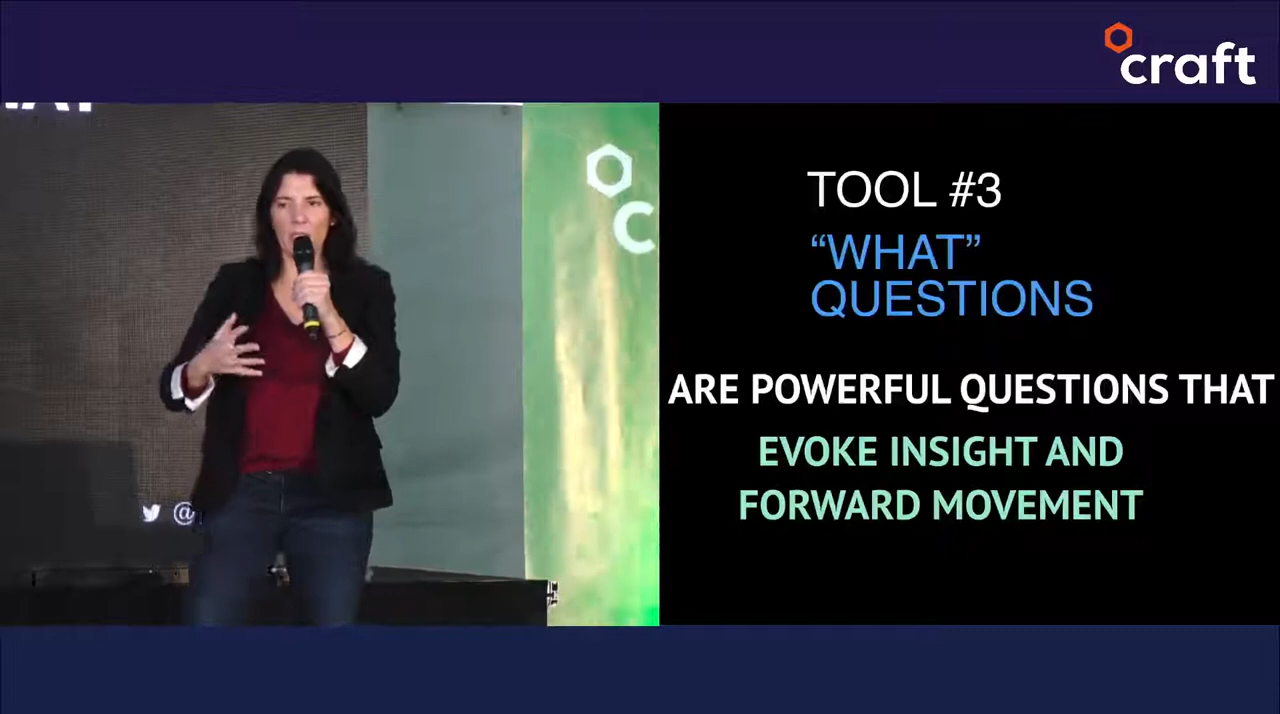 craft
TOOL #3
“WHAT”
QUESTIONS
ARE POWERFUL QUESTIONS THAT
EVOKE INSIGHT AND
FORWARD MOVEMENT
@